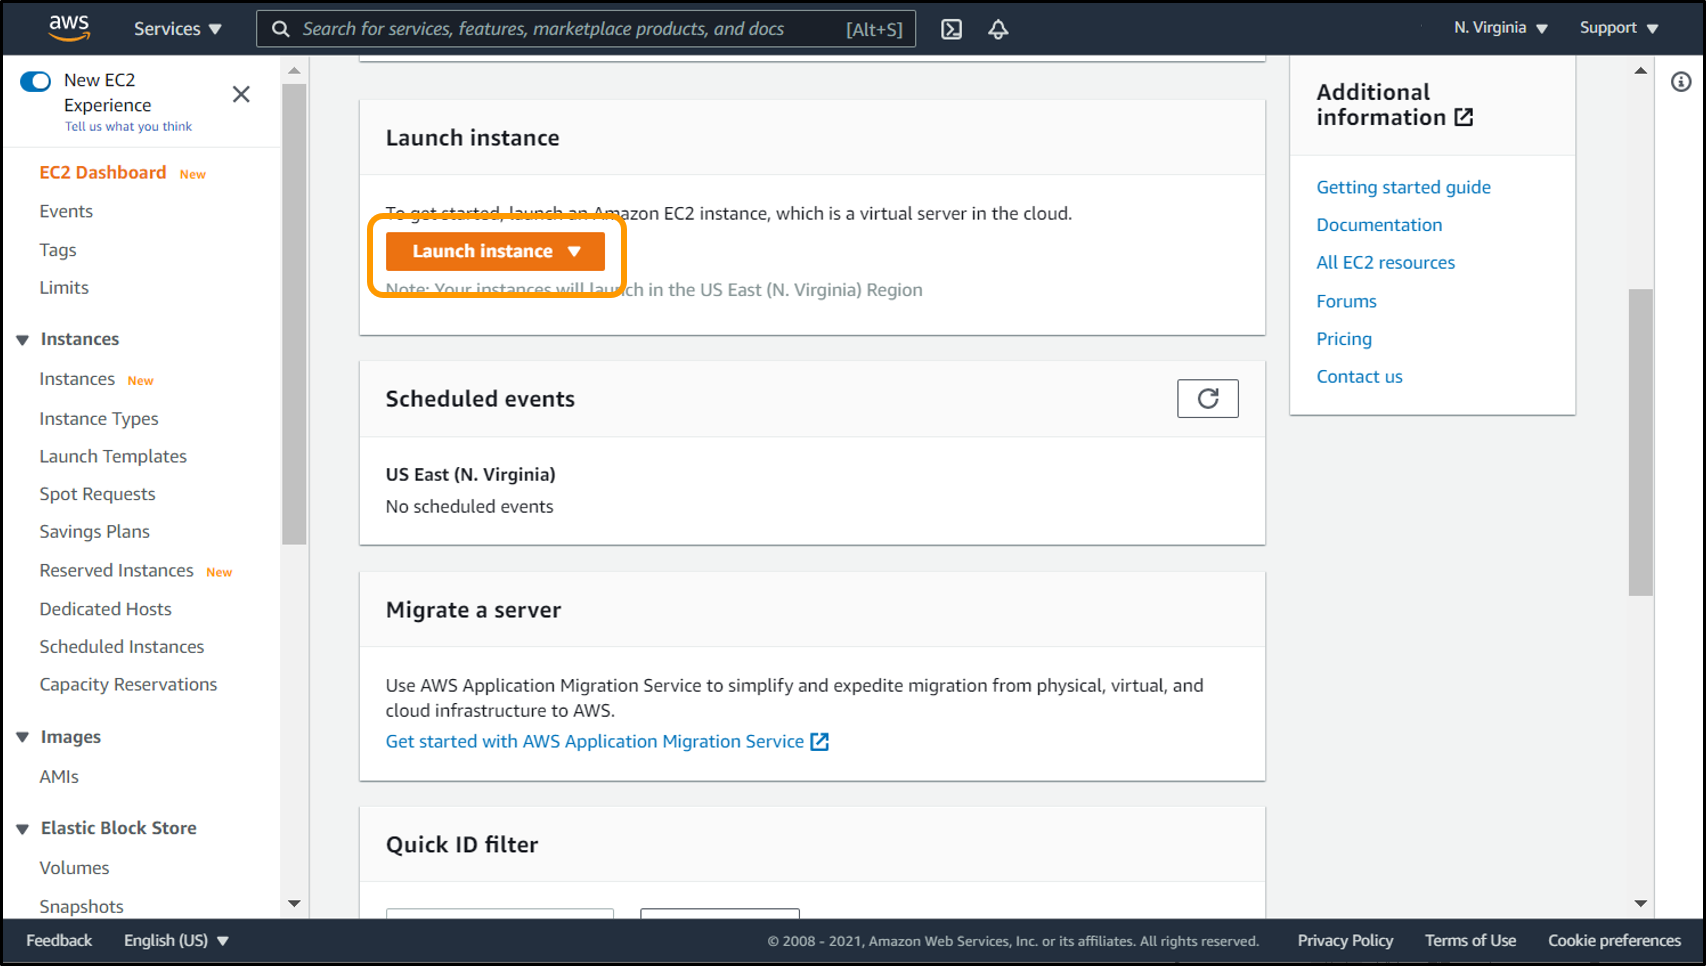 aws
Services
Search for services, features, marketplace products, and docs [Alt+S]
N. Virginia
Support
New EC2
Experience
Tell us what you think
EC2 Dashboard New
Events
Tags
Limits
Instances
Instances New
Instance Types
Launch Templates
Spot Requests
Savings Plans
Reserved Instances New
Dedicated Hosts
Scheduled Instances
Capacity Reservations
Images
AMIs
Elastic Block Store
Volumes
Snapshots
Launch instance
To get started, launch an Amazon EC2 instance, which is a virtual server in the cloud.
Launch instance
Note: Your instances will launch in the US East (N. Virginia) Region
Scheduled events
US East (N. Virginia)
No scheduled events
Migrate a server
Use AWS Application Migration Service to simplify and expedite migration from physical, virtual, and
cloud infrastructure to AWS.
Get started with AWS Application Migration Service
Quick ID filter
Additional
information
Getting started guide
Documentation
All EC2 resources
Forums
Pricing
Contact us
Feedback
English (US)
© 2008 - 2021, Amazon Web Services, Inc. or its affiliates. All rights reserved.
Privacy Policy
Terms of Use
Cookie preferences